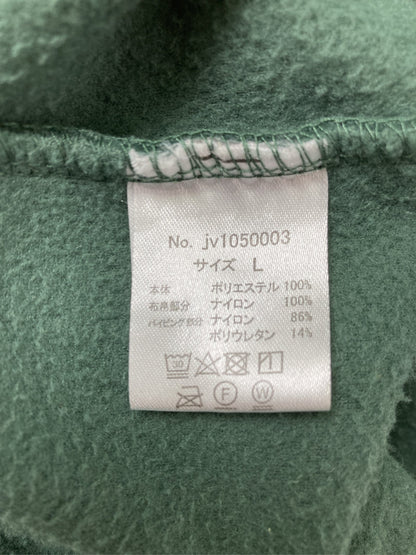 No. jv1050003
サイズ L
本体 ポリエステル 100%
布帛部分 ナイロン 100%
パイピング部分 ナイロン 86%
ポリウレタン 14%
30
F W